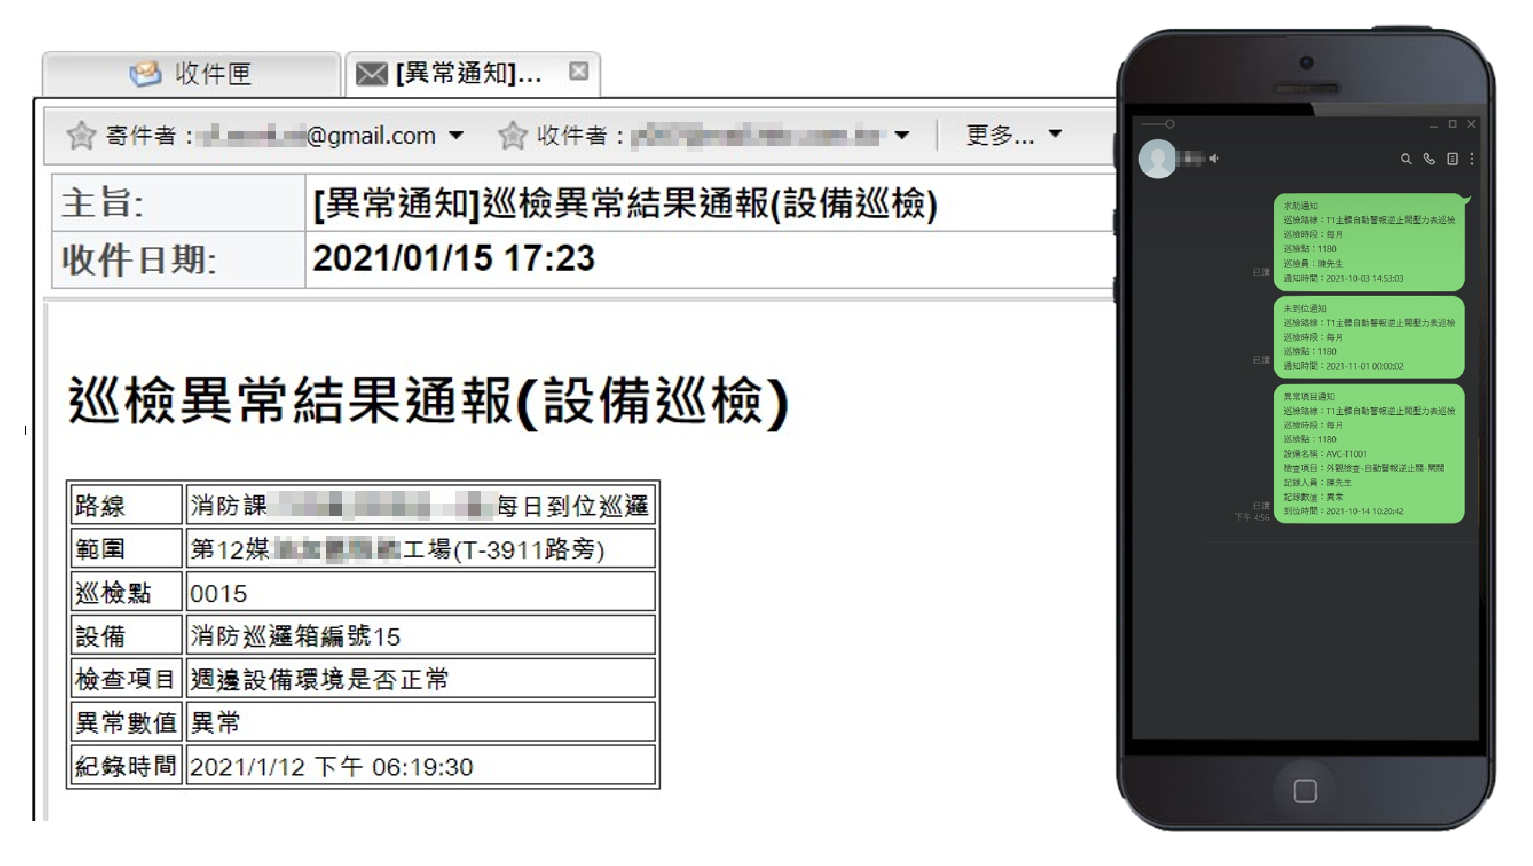 收件匣
[異常通知]...
寄件者： @gmail.com
收件者：
更多...
主旨: [異常通知]巡檢異常結果通報(設備巡檢)
收件日期: 2021/01/15 17:23
巡檢異常結果通報(設備巡檢)
路線 消防課 每日到位巡邏
範圍 第12媒 工場(T-3911路旁)
巡檢點 0015
設備 消防巡邏箱編號15
檢查項目 週邊設備環境是否正常
異常數值 異常
紀錄時間 2021/1/12 下午 06:19:30
求助通知
巡檢路線：T1主體自動警報逆止閥壓力表巡檢
巡檢時段：每月
巡檢點：1180
巡檢員：陳先生
通知時間：2021-10-03 14:53:03
已讀
未到位通知
巡檢路線：T1主體自動警報逆止閥壓力表巡檢
巡檢時段：每月
巡檢點：1180
通知時間：2021-11-01 00:00:02
已讀
異常項目通知
巡檢路線：T1主體自動警報逆止閥壓力表巡檢
巡檢時段：每月
巡檢點：1180
設備名稱：AVC-T1001
檢查項目：外觀檢查-自動警報逆止閥-開關
記錄人員：陳先生
記錄數值：異常
到位時間：2021-10-14 10:20:42
已讀
下午 4:56